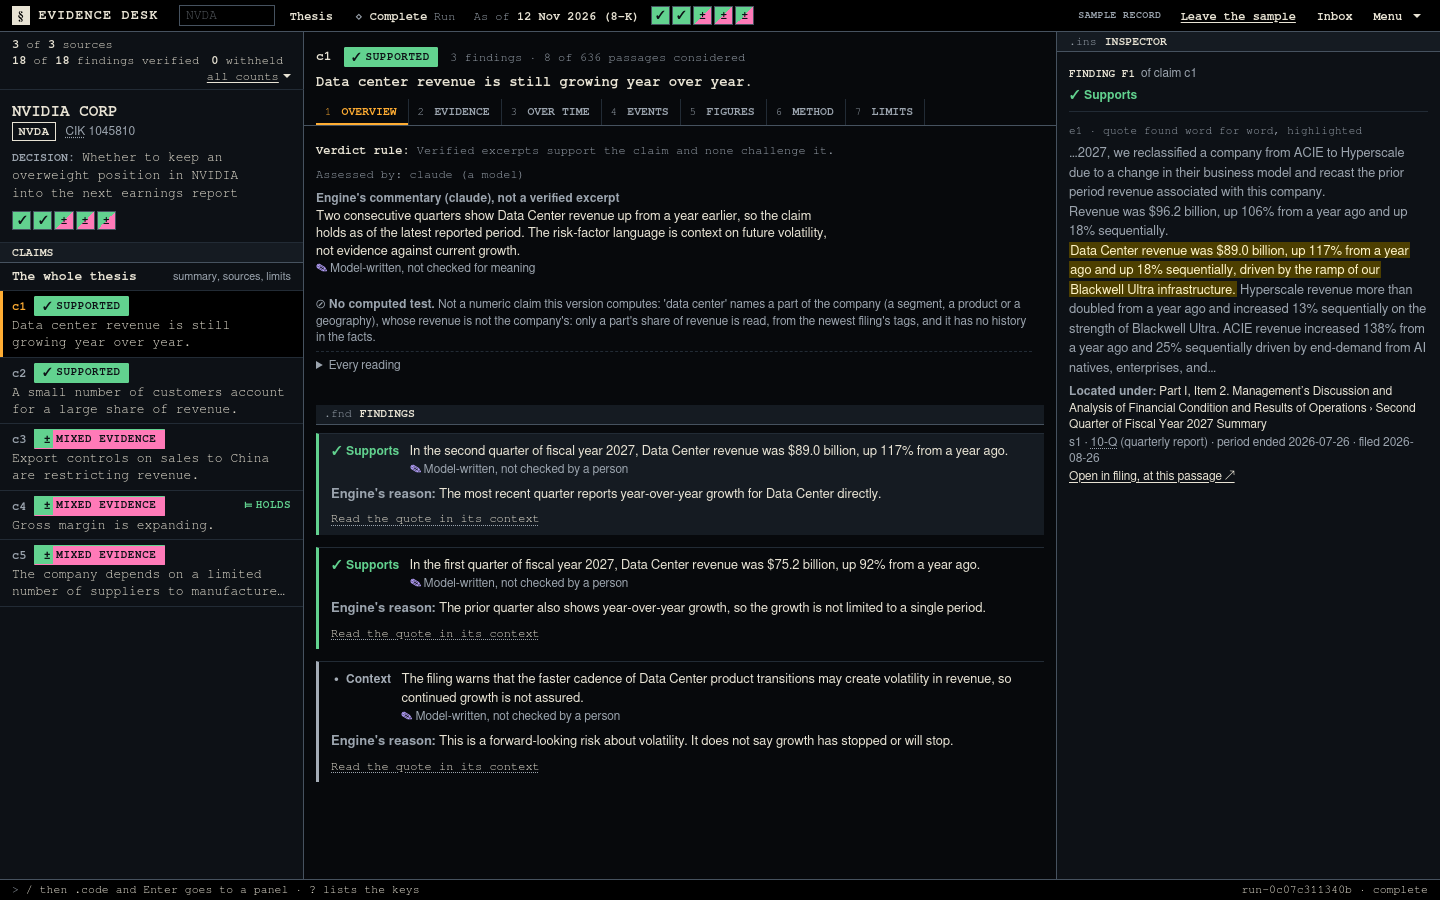 § EVIDENCE DESK NVDA Thesis ◇ Complete Run As of 12 Nov 2026 (8-K) ✓ ✓ ± ± ± SAMPLE RECORD Leave the sample Inbox Menu
3 of 3 sources
18 of 18 findings verified 0 withheld
all counts
NVIDIA CORP
NVDA CIK 1045810
DECISION: Whether to keep an
overweight position in NVIDIA
into the next earnings report
✓ ✓ ± ± ±
CLAIMS
The whole thesis summary, sources, limits
c1 ✓ SUPPORTED
Data center revenue is still
growing year over year.
c2 ✓ SUPPORTED
A small number of customers account
for a large share of revenue.
c3 ± MIXED EVIDENCE
Export controls on sales to China
are restricting revenue.
c4 ± MIXED EVIDENCE ⊨ HOLDS
Gross margin is expanding.
c5 ± MIXED EVIDENCE
The company depends on a limited
number of suppliers to manufacture…
c1 ✓ SUPPORTED 3 findings · 8 of 636 passages considered
Data center revenue is still growing year over year.
1 OVERVIEW 2 EVIDENCE 3 OVER TIME 4 EVENTS 5 FIGURES 6 METHOD 7 LIMITS
Verdict rule: Verified excerpts support the claim and none challenge it.
Assessed by: claude (a model)
Engine's commentary (claude), not a verified excerpt
Two consecutive quarters show Data Center revenue up from a year earlier, so the claim
holds as of the latest reported period. The risk-factor language is context on future volatility,
not evidence against current growth.
✎ Model-written, not checked for meaning
⊘ No computed test. Not a numeric claim this version computes: 'data center' names a part of the company (a segment, a product or a
geography), whose revenue is not the company's: only a part's share of revenue is read, from the newest filing's tags, and it has no history
in the facts.
▶ Every reading
.fnd FINDINGS
✓ Supports In the second quarter of fiscal year 2027, Data Center revenue was $89.0 billion, up 117% from a year ago.
✎ Model-written, not checked by a person
Engine's reason: The most recent quarter reports year-over-year growth for Data Center directly.
Read the quote in its context
✓ Supports In the first quarter of fiscal year 2027, Data Center revenue was $75.2 billion, up 92% from a year ago.
✎ Model-written, not checked by a person
Engine's reason: The prior quarter also shows year-over-year growth, so the growth is not limited to a single period.
Read the quote in its context
• Context The filing warns that the faster cadence of Data Center product transitions may create volatility in revenue, so
continued growth is not assured.
✎ Model-written, not checked by a person
Engine's reason: This is a forward-looking risk about volatility. It does not say growth has stopped or will stop.
Read the quote in its context
.ins INSPECTOR
FINDING F1 of claim c1
✓ Supports
e1 · quote found word for word, highlighted
...2027, we reclassified a company from ACIE to Hyperscale
due to a change in their business model and recast the prior
period revenue associated with this company.
Revenue was $96.2 billion, up 106% from a year ago and up
18% sequentially.
Data Center revenue was $89.0 billion, up 117% from a year
ago and up 18% sequentially, driven by the ramp of our
Blackwell Ultra infrastructure. Hyperscale revenue more than
doubled from a year ago and increased 13% sequentially on the
strength of Blackwell Ultra. ACIE revenue increased 138% from
a year ago and 25% sequentially driven by end-demand from AI
natives, enterprises, and...
Located under: Part I, Item 2. Management's Discussion and
Analysis of Financial Condition and Results of Operations › Second
Quarter of Fiscal Year 2027 Summary
s1 · 10-Q (quarterly report) · period ended 2026-07-26 · filed 2026-
08-26
Open in filing, at this passage ↗
> / then .code and Enter goes to a panel · ? lists the keys run-0c07c311340b · complete